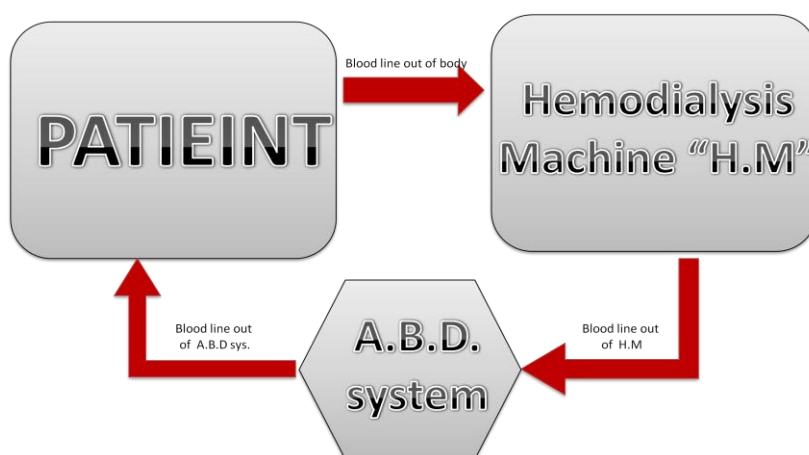 Blood line out of body
PATIEINT
Hemodialysis
Machine “H.M”
Blood line out
of A.B.D sys.
A.B.D.
system
Blood line out
of H.M